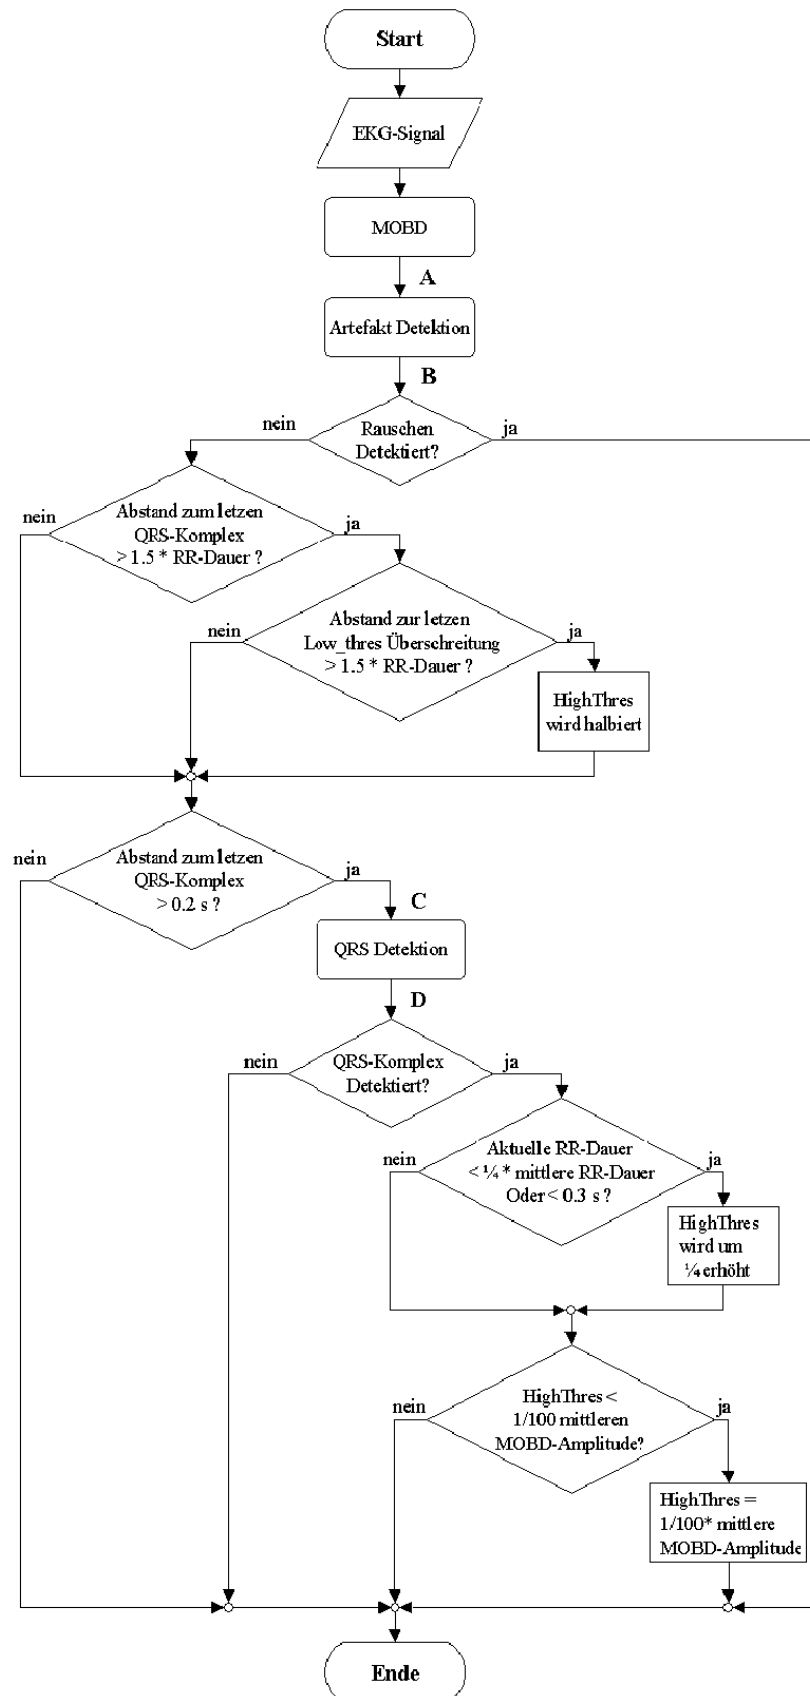 Start
EKG-Signal
MOBD
A
Artefakt Detektion
B
nein
Rauschen
Detektiert?
ja
nein
Abstand zum letzen
QRS-Komplex
> 1.5 * RR-Dauer ?
ja
nein
Abstand zur letzen
Low_thres Überschreitung
> 1.5 * RR-Dauer ?
ja
HighThres
wird halbiert
nein
Abstand zum letzen
QRS-Komplex
> 0.2 s ?
ja
C
QRS Detektion
D
nein
QRS-Komplex
Detektiert?
ja
nein
Aktuelle RR-Dauer
< ¼ * mittlere RR-Dauer
Oder < 0.3 s ?
ja
HighThres
wird um
¼ erhöht
nein
HighThres <
1/100 mittleren
MOBD-Amplitude?
ja
HighThres =
1/100* mittlere
MOBD-Amplitude
Ende